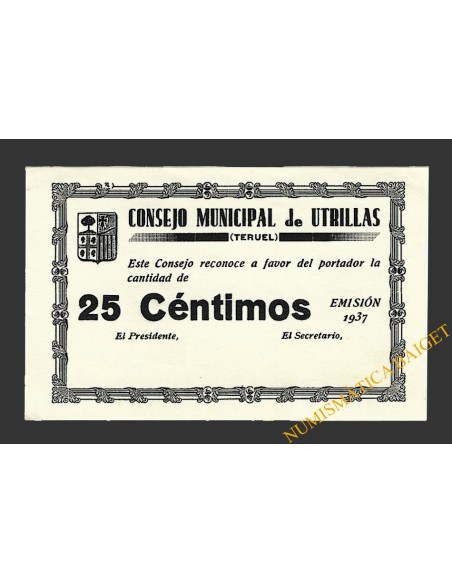 CONSEJO MUNICIPAL de UTRILLAS
(TERUEL)
Este Consejo reconoce a favor del portador la
cantidad de
25 Céntimos EMISIÓN
1937
El Presidente, El Secretario,
NUMISMATICA BAIGET